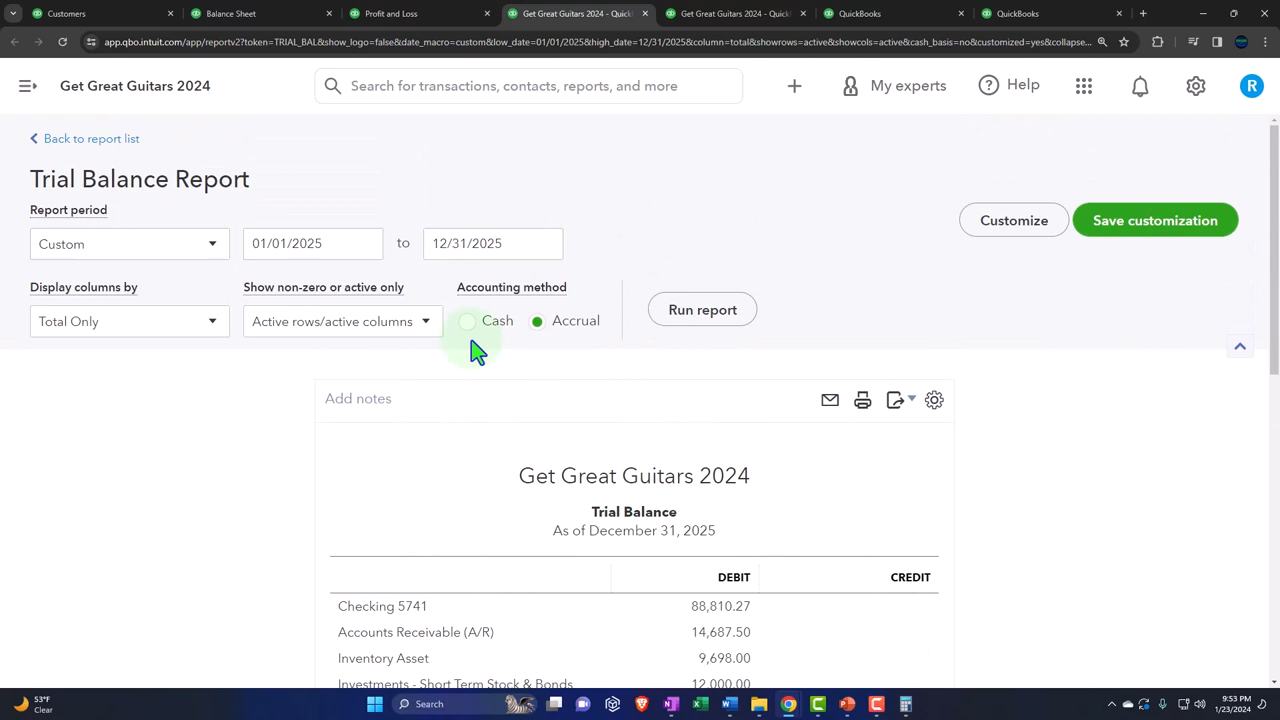 Customers
Balance Sheet
Profit and Loss
Get Great Guitars 2024 - Quick
Get Great Guitars 2024 - Quick
QuickBooks
QuickBooks
app.qbo.intuit.com/app/reportv2?token=TRIAL_BAL&show_logo=false&date_macro=custom&low_date=01/01/2025&high_date=12/31/2025&column=total&showrows=active&showcols=active&cash_basis=no&customized=yes&collapse...
Get Great Guitars 2024
Search for transactions, contacts, reports, and more
My experts
Help
R
Back to report list
Trial Balance Report
Report period
Customize
Save customization
Custom
01/01/2025 to 12/31/2025
Display columns by
Show non-zero or active only
Accounting method
Total Only
Active rows/active columns
Cash
Accrual
Run report
Add notes
Get Great Guitars 2024
Trial Balance
As of December 31, 2025
DEBIT CREDIT
Checking 5741 88,810.27
Accounts Receivable (A/R) 14,687.50
Inventory Asset 9,698.00
Investments - Short Term Stock & Bonds 12,000.00
53°F
Clear
Search
9:53 PM
1/23/2024